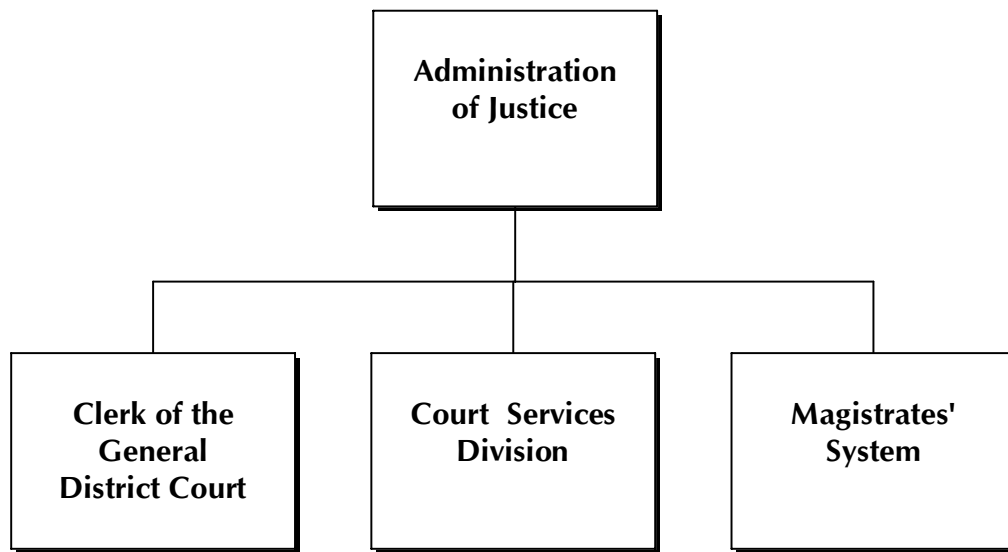 Administration
of Justice
Clerk of the
General
District Court
Court Services
Division
Magistrates'
System